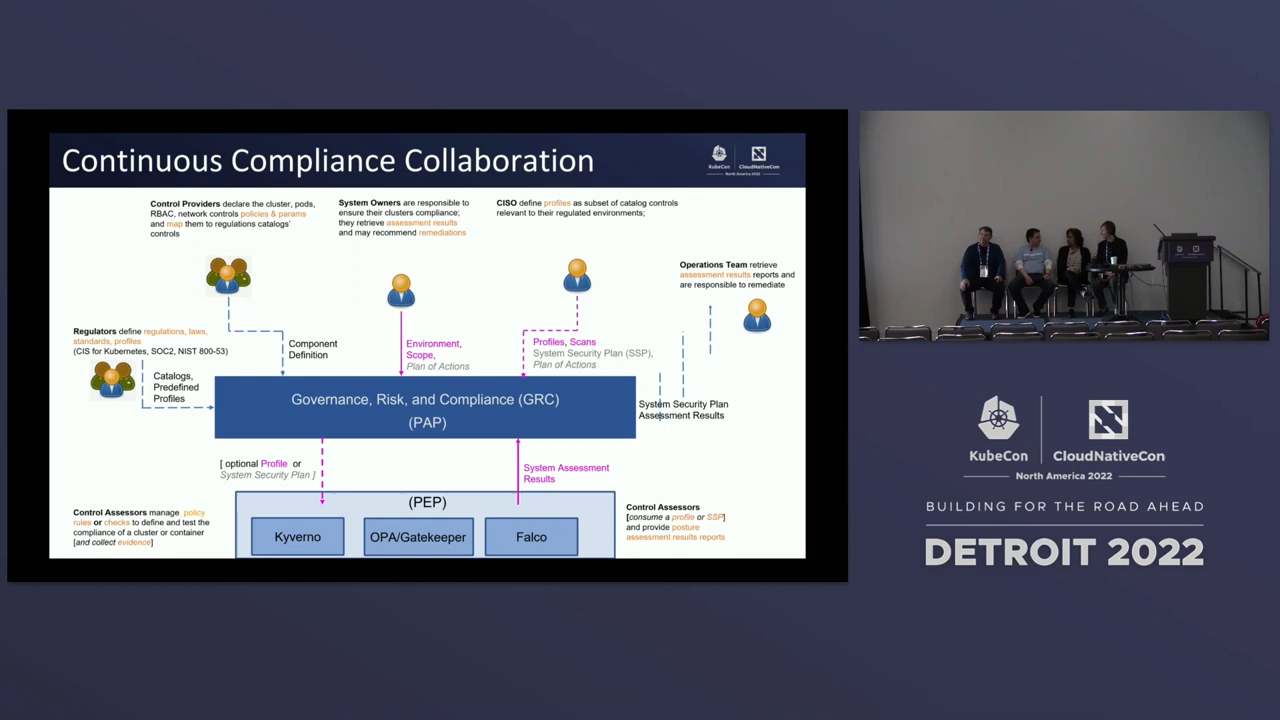 Continuous Compliance Collaboration
KubeCon
CloudNativeCon
North America 2022
Control Providers declare the cluster, pods,
RBAC, network controls policies & params
and map them to regulations catalogs'
controls
System Owners are responsible to
ensure their clusters compliance;
they retrieve assessment results
and may recommend remediations
CISO define profiles as subset of catalog controls
relevant to their regulated environments;
Operations Team retrieve
assessment results reports and
are responsible to remediate
Regulators define regulations, laws,
standards, profiles
(CIS for Kubernetes, SOC2, NIST 800-53)
Catalogs,
Predefined
Profiles
Component
Definition
Environment,
Scope,
Plan of Actions
Profiles, Scans
System Security Plan (SSP),
Plan of Actions
Governance, Risk, and Compliance (GRC)
(PAP)
System Security Plan
Assessment Results
[ optional Profile or
System Security Plan ]
System Assessment
Results
Control Assessors manage policy
rules or checks to define and test the
compliance of a cluster or container
[and collect evidence]
(PEP)
Kyverno
OPA/Gatekeeper
Falco
Control Assessors
[consume a profile or SSP]
and provide posture
assessment results reports
KubeCon
CloudNativeCon
North America 2022
BUILDING FOR THE ROAD AHEAD
DETROIT 2022